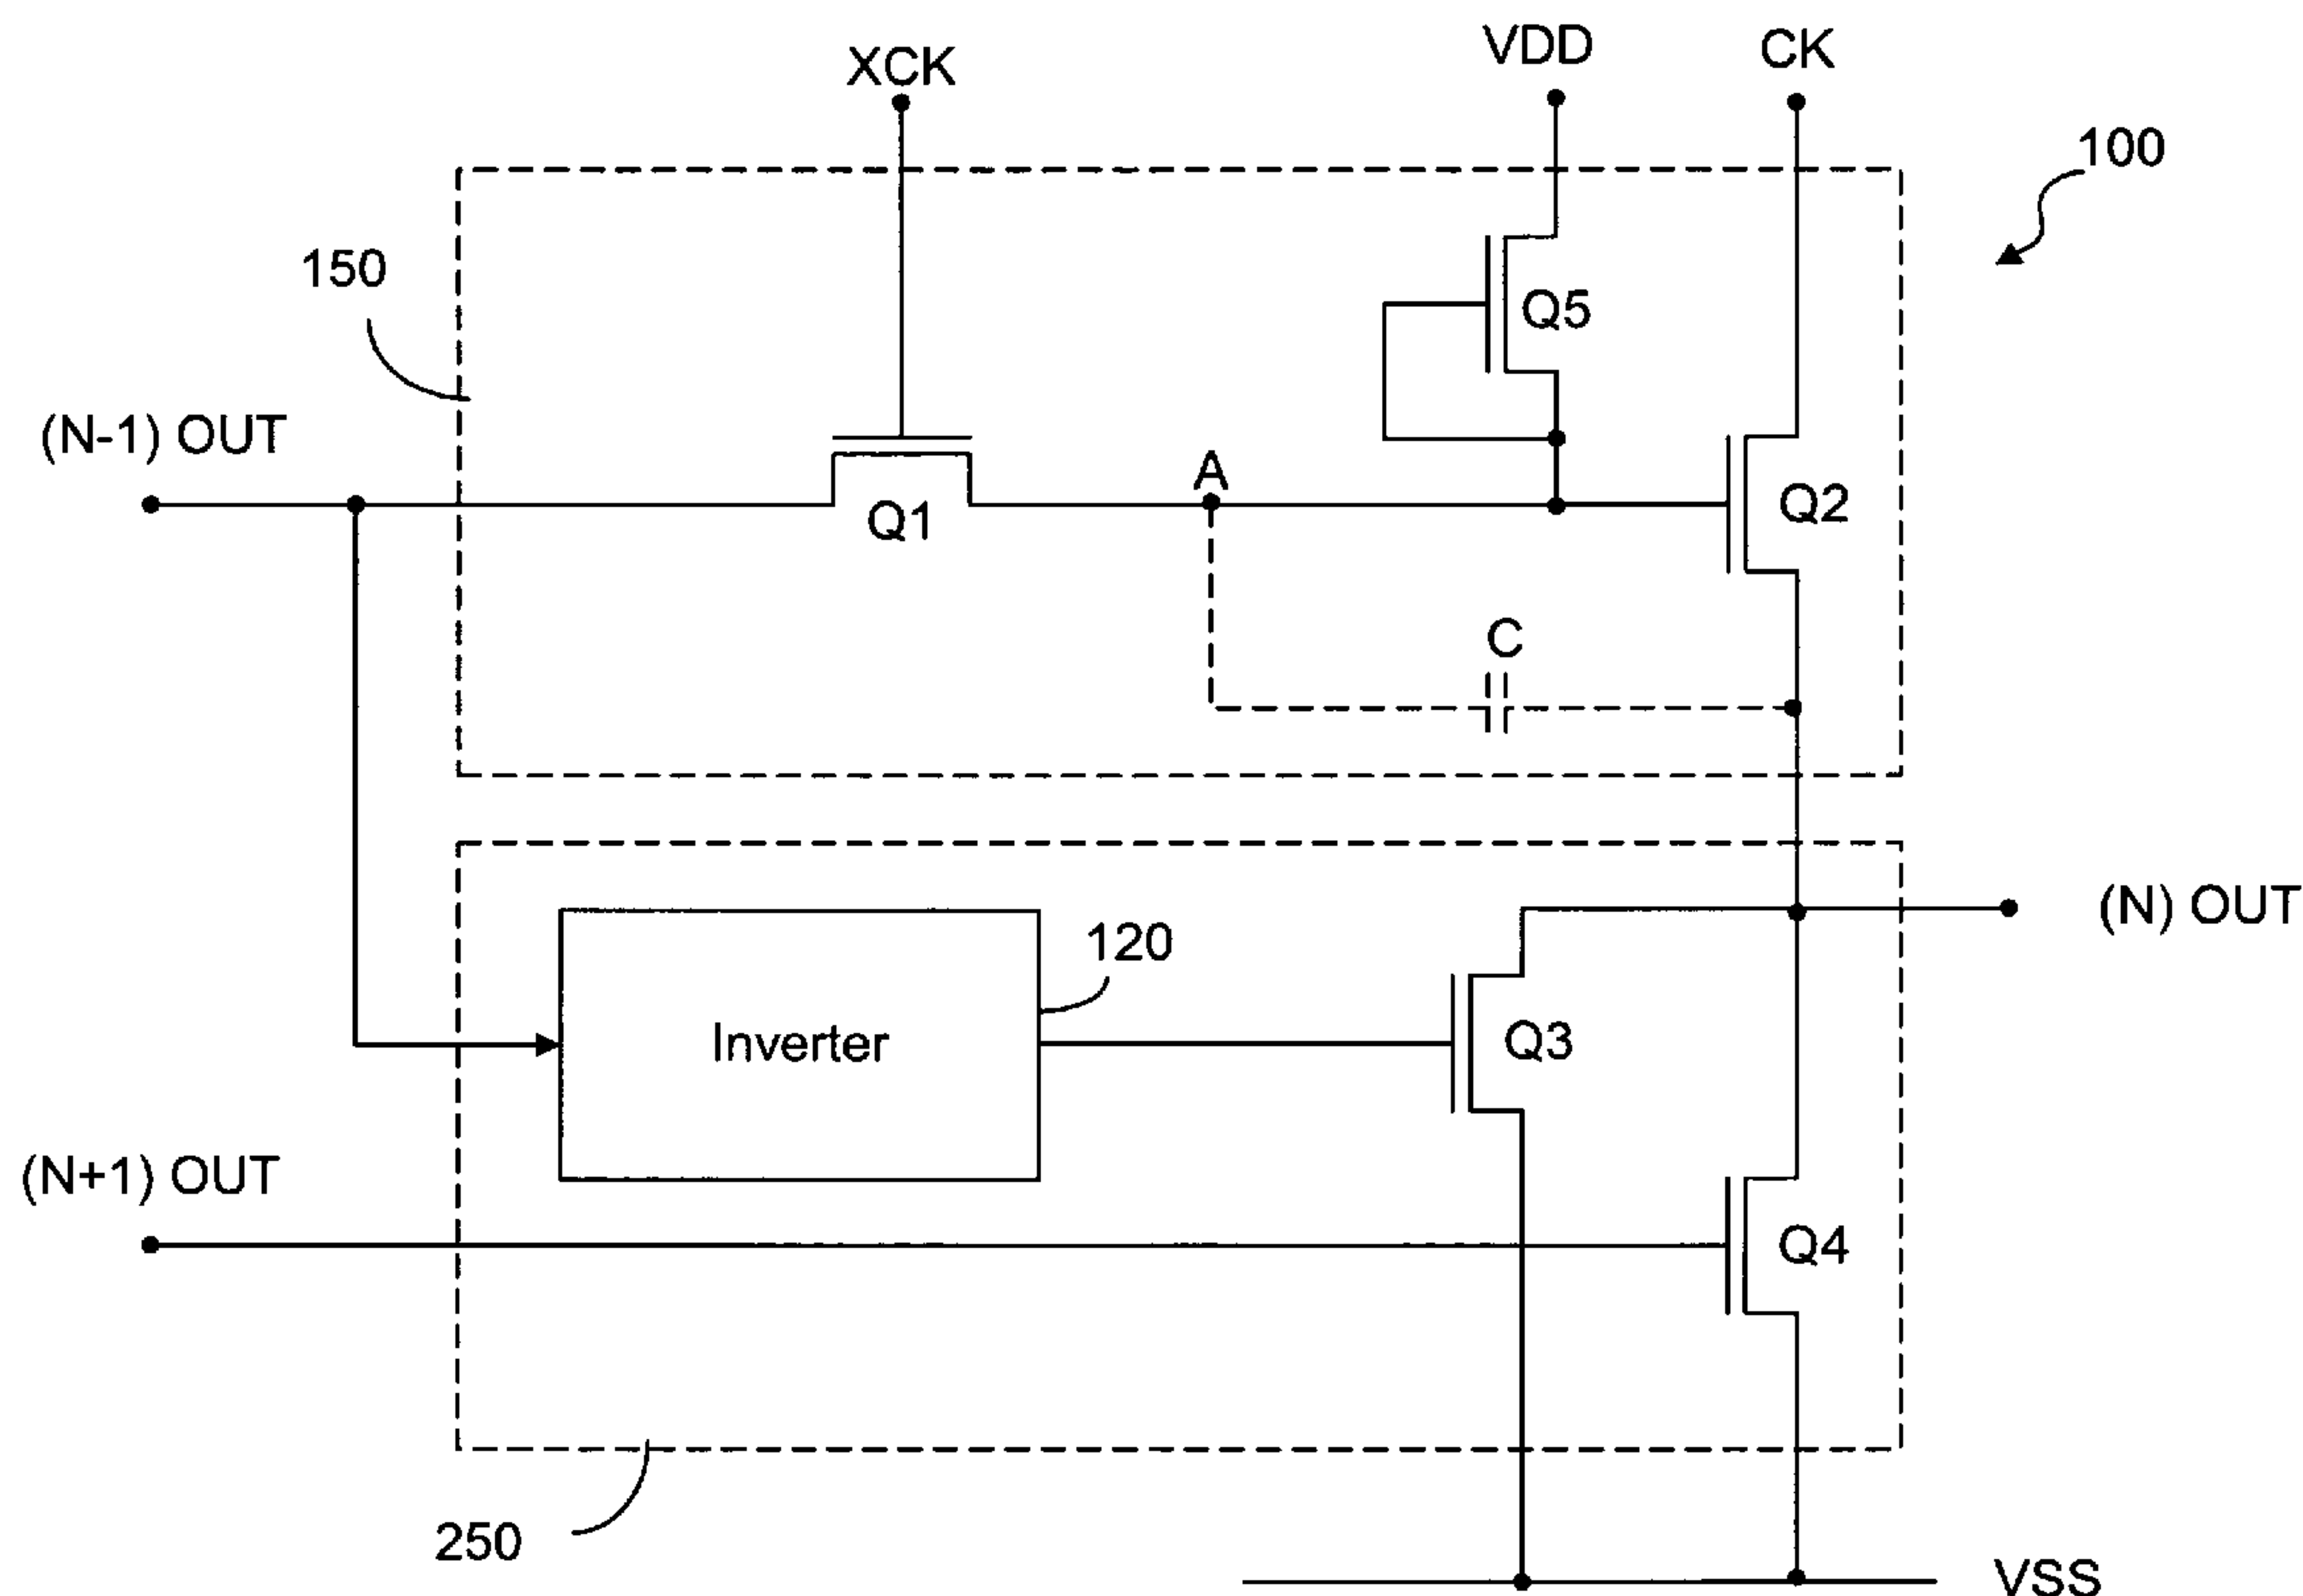 XCK
VDD
CK
100
150
Q5
(N-1) OUT
A
Q1
Q2
C
(N) OUT
120
Inverter
Q3
(N+1) OUT
Q4
250
VSS